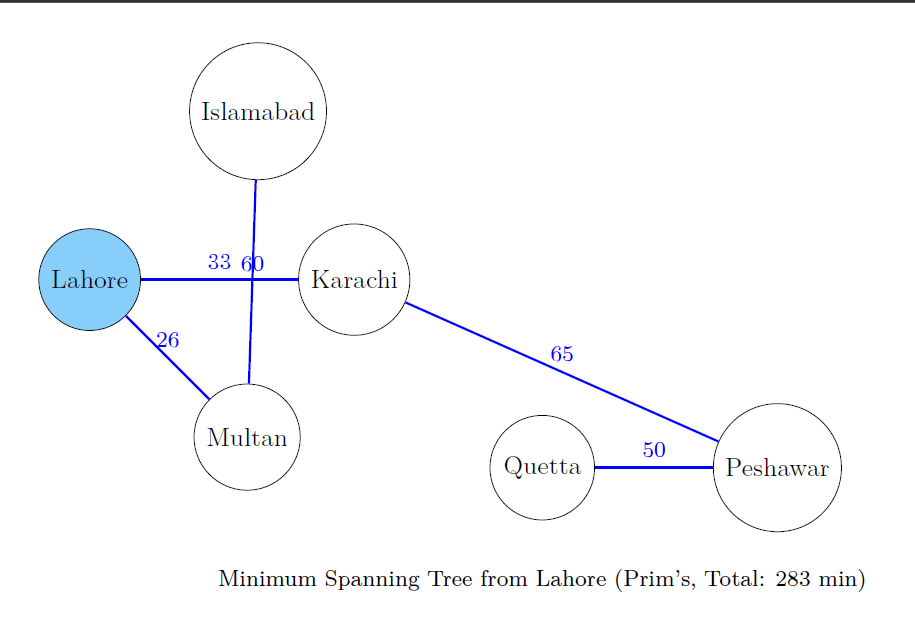 Islamabad
33 60
Lahore
Karachi
26
65
Multan
50
Quetta
Peshawar
Minimum Spanning Tree from Lahore (Prim's, Total: 283 min)